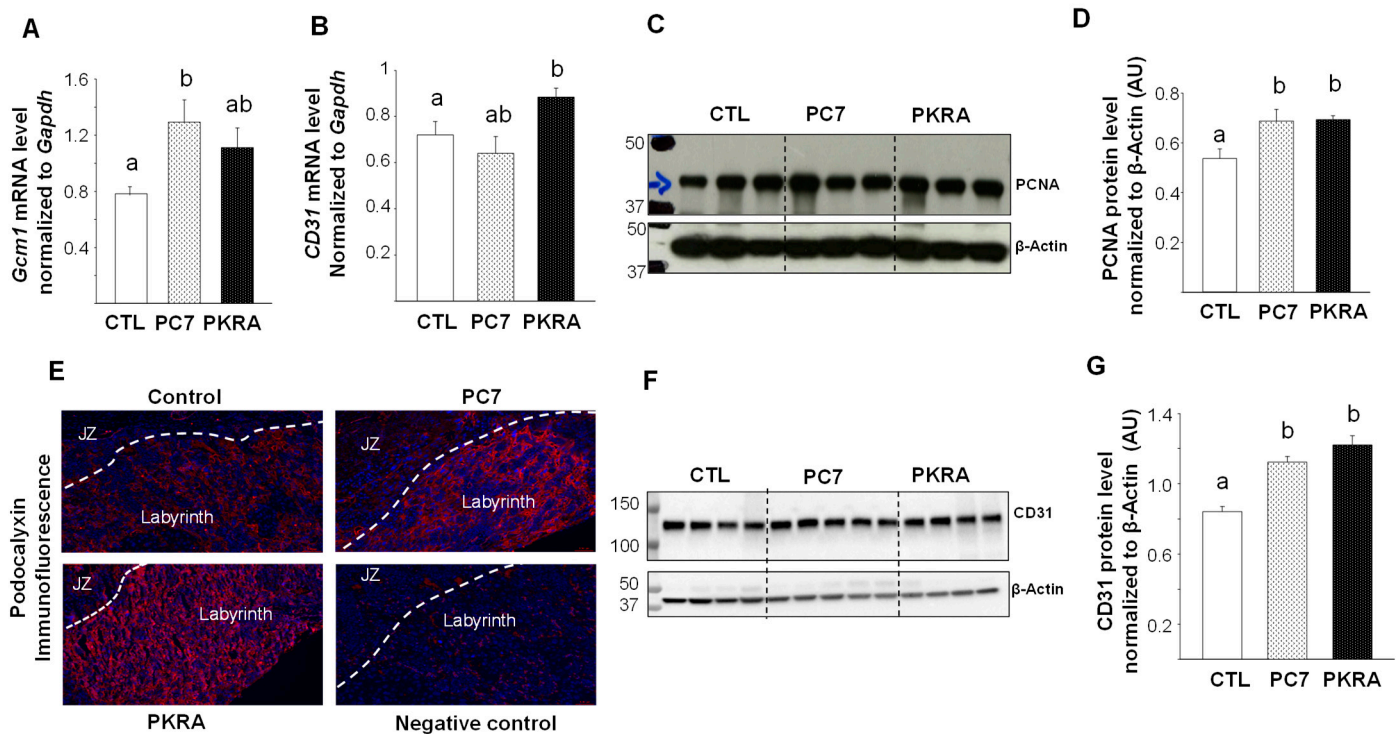 A
Gcm1 mRNA level
normalized to Gapdh
1.6
1.2
0.8
0.4
a
b
ab
CTL PC7 PKRA
B
CD31 mRNA level
Normalized to Gapdh
1
0.8
0.6
0.4
0.2
a
ab
b
CTL PC7 PKRA
C
CTL PC7 PKRA
50
37
PCNA
50
37
β-Actin
D
PCNA protein level
normalized to β-Actin (AU)
0.8
0.6
0.4
0.2
a
b
b
CTL PC7 PKRA
E
Podocalyxin
Immunofluorescence
Control
PC7
JZ
Labyrinth
JZ
Labyrinth
JZ
Labyrinth
JZ
Labyrinth
PKRA
Negative control
F
CTL PC7 PKRA
150
100
CD31
50
37
β-Actin
G
CD31 protein level
normalized to β-Actin (AU)
1.4
1.0
0.6
0.2
a
b
b
CTL PC7 PKRA